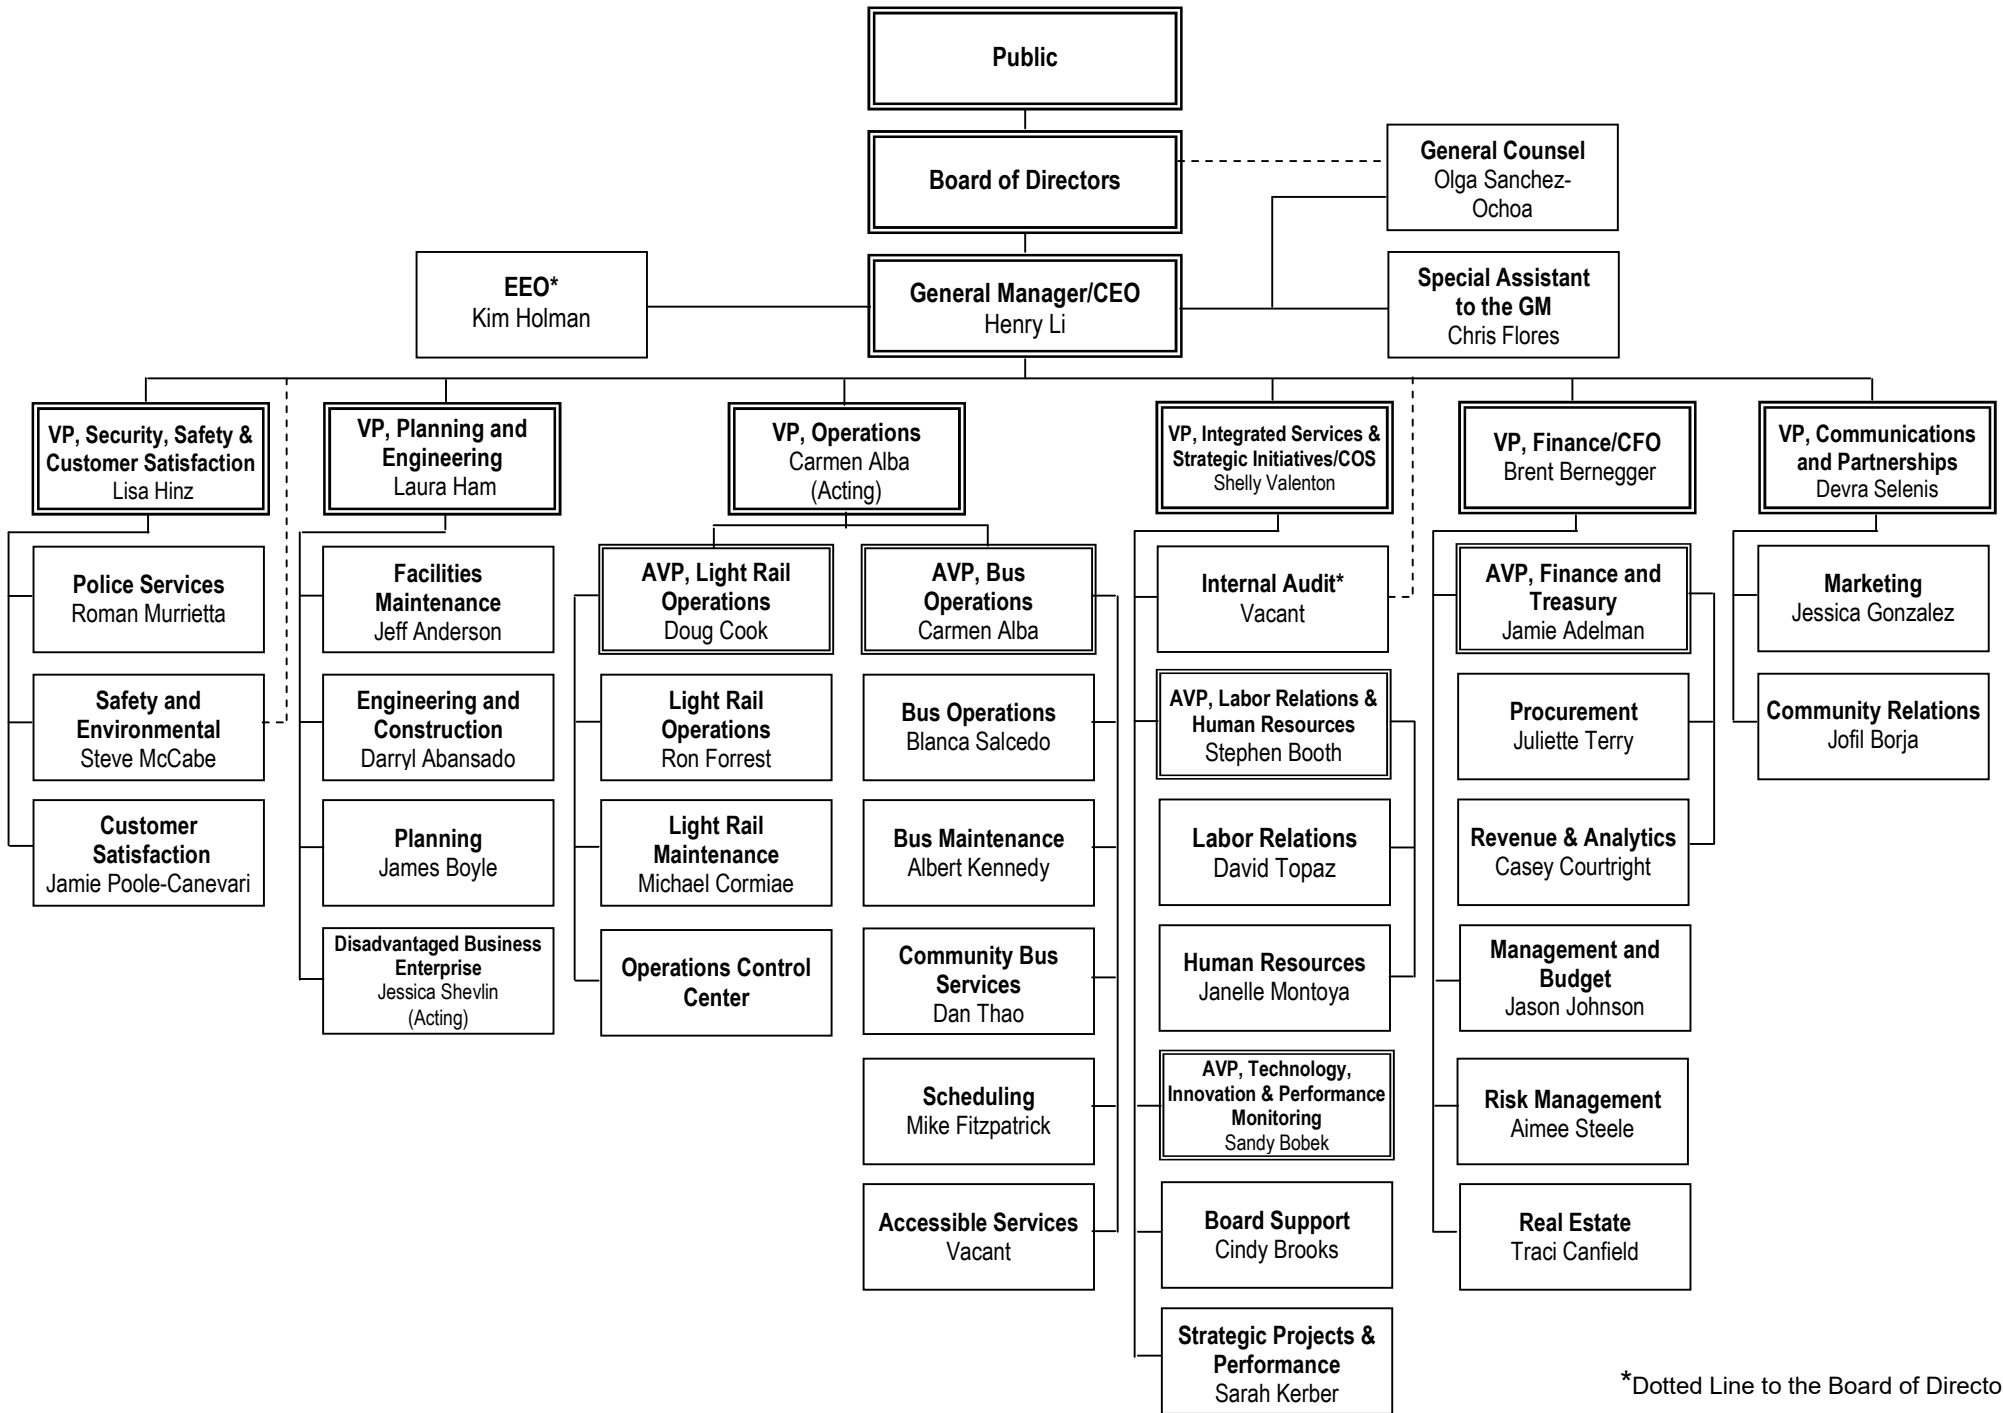 Public
Board of Directors
General Counsel
Olga Sanchez-
Ochoa
EEO*
Kim Holman
General Manager/CEO
Henry Li
Special Assistant
to the GM
Chris Flores
VP, Security, Safety &
Customer Satisfaction
Lisa Hinz
VP, Planning and
Engineering
Laura Ham
VP, Operations
Carmen Alba
(Acting)
VP, Integrated Services &
Strategic Initiatives/COS
Shelly Valenton
VP, Finance/CFO
Brent Bernegger
VP, Communications
and Partnerships
Devra Selenis
Police Services
Roman Murrietta
Facilities
Maintenance
Jeff Anderson
AVP, Light Rail
Operations
Doug Cook
AVP, Bus
Operations
Carmen Alba
Internal Audit*
Vacant
AVP, Finance and
Treasury
Jamie Adelman
Marketing
Jessica Gonzalez
Safety and
Environmental
Steve McCabe
Engineering and
Construction
Darryl Abansado
Light Rail
Operations
Ron Forrest
Bus Operations
Blanca Salcedo
AVP, Labor Relations &
Human Resources
Stephen Booth
Procurement
Juliette Terry
Community Relations
Jofil Borja
Customer
Satisfaction
Jamie Poole-Canevari
Planning
James Boyle
Light Rail
Maintenance
Michael Cormiae
Bus Maintenance
Albert Kennedy
Labor Relations
David Topaz
Revenue & Analytics
Casey Courtright
Disadvantaged Business
Enterprise
Jessica Shevlin
(Acting)
Operations Control
Center
Community Bus
Services
Dan Thao
Human Resources
Janelle Montoya
Management and
Budget
Jason Johnson
Scheduling
Mike Fitzpatrick
AVP, Technology,
Innovation & Performance
Monitoring
Sandy Bobek
Risk Management
Aimee Steele
Accessible Services
Vacant
Board Support
Cindy Brooks
Real Estate
Traci Canfield
Strategic Projects &
Performance
Sarah Kerber
*Dotted Line to the Board of Directo